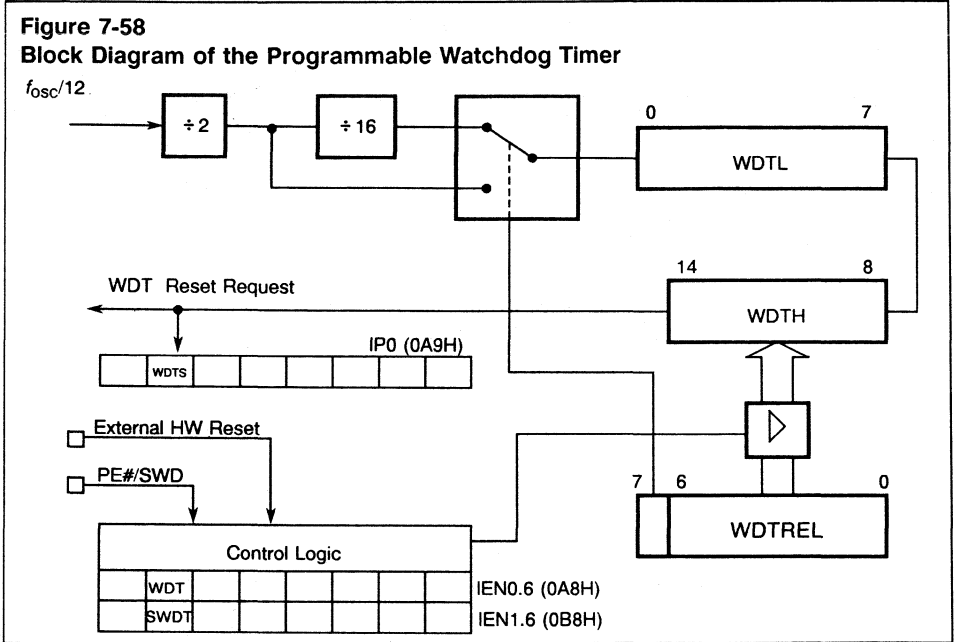 Figure 7-58
Block Diagram of the Programmable Watchdog Timer
fOSC/12
÷ 2
÷ 16
0 7
WDTL
14 8
WDTH
WDT Reset Request
IP0 (0A9H)
WDTS
External HW Reset
PE#/SWD
7 6 0
WDTREL
Control Logic
WDT
IEN0.6 (0A8H)
SWDT
IEN1.6 (0B8H)